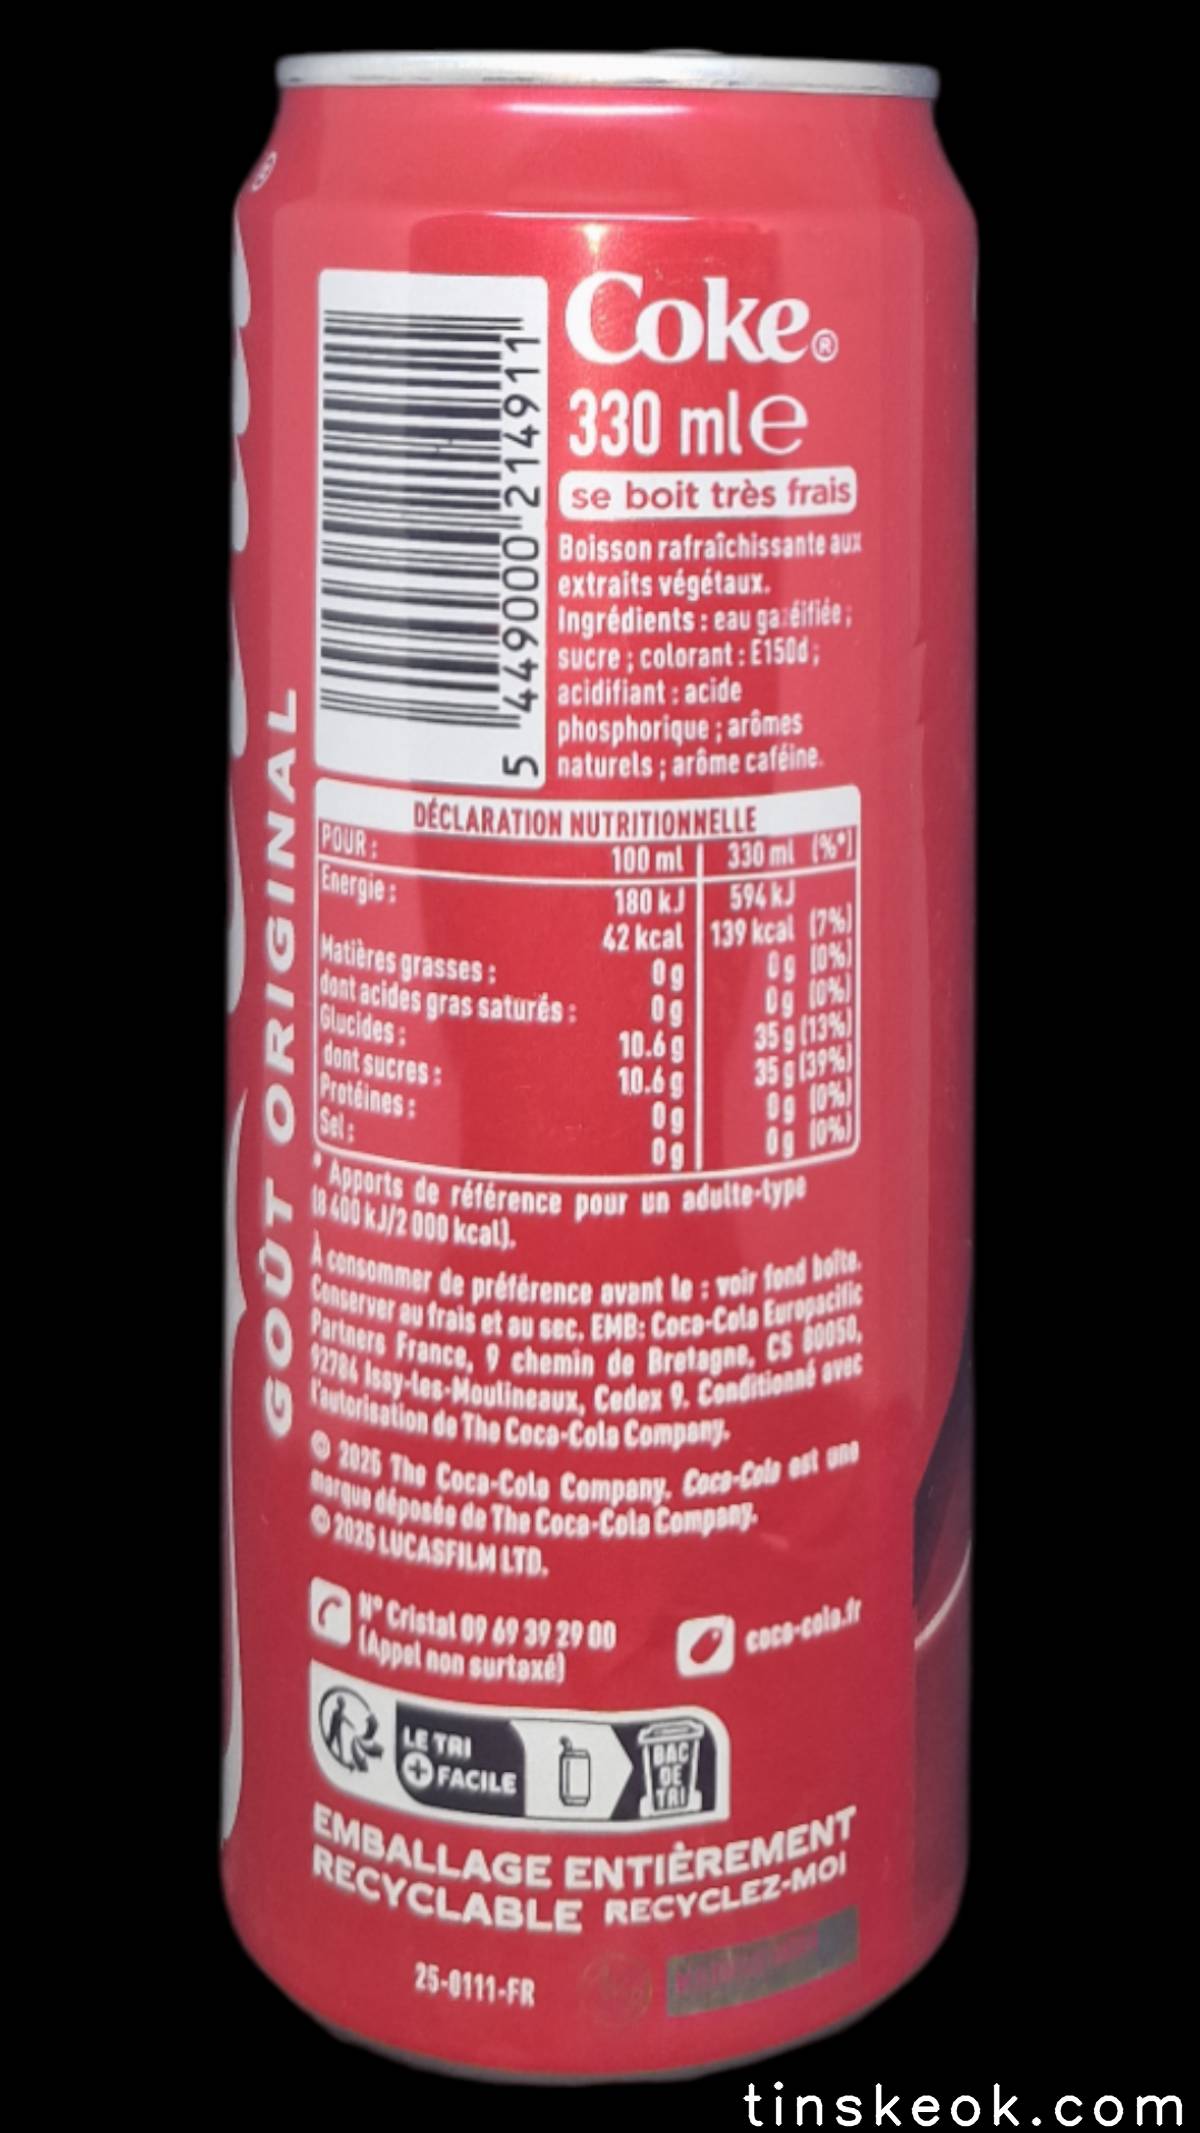 Coke®
330 ml e
se boit très frais
Boisson rafraîchissante aux
extraits végétaux.
Ingrédients : eau gazéifiée ;
sucre ; colorant : E150d ;
acidifiant : acide
phosphorique ; arômes
naturels ; arôme caféine.
5 449000 214911
GOÛT ORIGINAL
DÉCLARATION NUTRITIONNELLE
POUR : 100 ml 330 ml (%*)
Énergie : 180 kJ 594 kJ
42 kcal 139 kcal (7%)
Matières grasses : 0 g 0 g (0%)
dont acides gras saturés : 0 g 0 g (0%)
Glucides : 10.6 g 35 g (13%)
dont sucres : 10.6 g 35 g (39%)
Protéines : 0 g 0 g (0%)
Sel : 0 g 0 g (0%)
* Apports de référence pour un adulte-type
(8 400 kJ/2 000 kcal).
À consommer de préférence avant le : voir fond boîte.
Conserver au frais et au sec. EMB: Coca-Cola Europacific
Partners France, 9 chemin de Bretagne, CS 80050,
92784 Issy-les-Moulineaux, Cedex 9. Conditionné avec
l'autorisation de The Coca-Cola Company.
© 2025 The Coca-Cola Company. Coca-Cola est une
marque déposée de The Coca-Cola Company.
© 2025 LUCASFILM LTD.
N° Cristal 09 69 39 29 00
(Appel non surtaxé)
coca-cola.fr
LE TRI
+ FACILE
BAC
DE
TRI
EMBALLAGE ENTIÈREMENT
RECYCLABLE RECYCLEZ-MOI
25-0111-FR
tinskeok.com